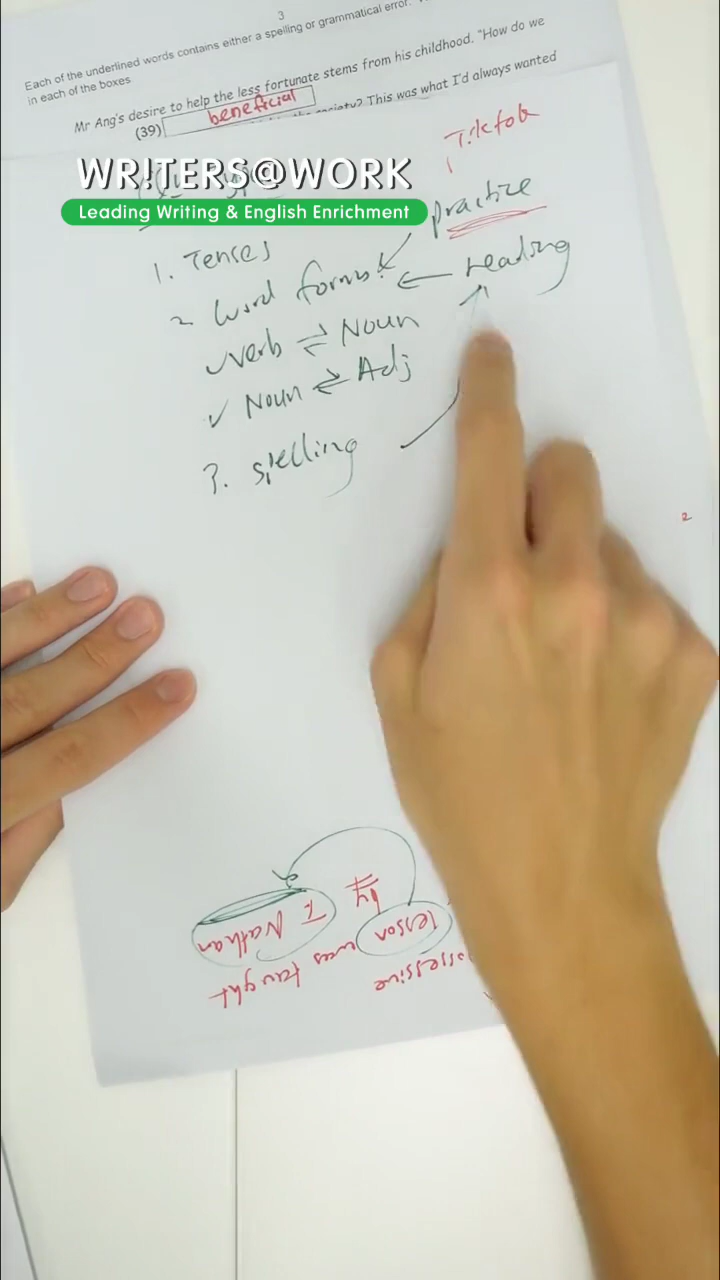 3
Each of the underlined words contains either a spelling or grammatical error.
in each of the boxes
Mr Ang's desire to help the less fortunate stems from his childhood. "How do we
(39) beneficial This was what I'd always wanted
Tiktok
WR!TERS@WORK
Leading Writing & English Enrichment
practice
1. Tenses
2. Word forms ← reading
✓ Verb ⇌ Noun
✓ Noun ⇌ Adj
3. spelling
2
T. Nathan
by
lesson was taught